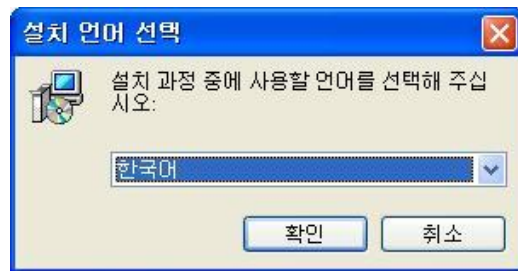 설치 언어 선택
설치 과정 중에 사용할 언어를 선택해 주십
시오:
한국어
확인
취소